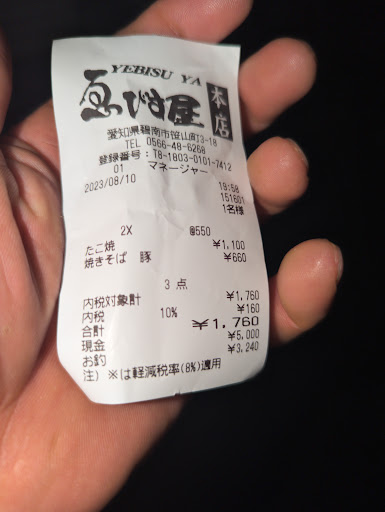 YEBISU YA
ゑびす屋 本店
愛知県碧南市笹山町3-18
TEL 0566-48-6268
登録番号:T8-1803-0101-7412
01 マネージャー
2023/08/10 19:58
151601
1名様
2X @550
たこ焼 ¥1,100
焼きそば 豚 ¥660
3 点
内税対象計 ¥1,760
内税 10% ¥160
合計 ¥1,760
現金 ¥5,000
お釣 ¥3,240
注)※は軽減税率(8%)適用